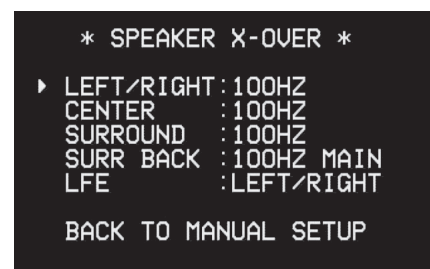 * SPEAKER X-OVER *
LEFT/RIGHT:100HZ
CENTER :100HZ
SURROUND :100HZ
SURR BACK :100HZ MAIN
LFE :LEFT/RIGHT
BACK TO MANUAL SETUP